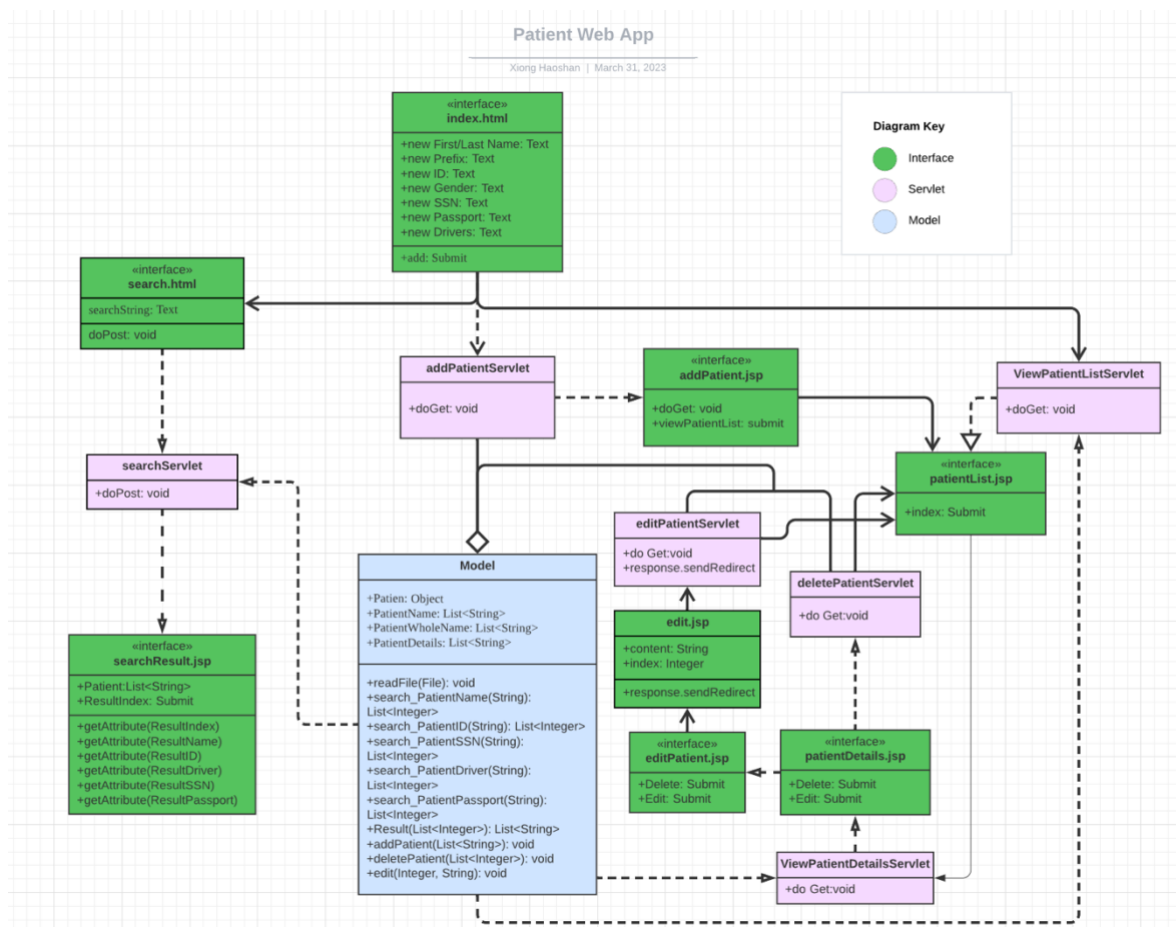 Patient Web App
Xiong Haoshan | March 31, 2023
«interface»
index.html
+new First/Last Name: Text
+new Prefix: Text
+new ID: Text
+new Gender: Text
+new SSN: Text
+new Passport: Text
+new Drivers: Text
+add: Submit
Diagram Key
Interface
Servlet
Model
«interface»
search.html
searchString: Text
doPost: void
addPatientServlet
+doGet: void
«interface»
addPatient.jsp
+doGet: void
+viewPatientList: submit
ViewPatientListServlet
+doGet: void
searchServlet
+doPost: void
«interface»
patientList.jsp
+index: Submit
editPatientServlet
+do Get:void
+response.sendRedirect
deletePatientServlet
+do Get:void
Model
+Patien: Object
+PatientName: List<String>
+PatientWholeName: List<String>
+PatientDetails: List<String>
+readFile(File): void
+search_PatientName(String):
List<Integer>
+search_PatientID(String): List<Integer>
+search_PatientSSN(String):
List<Integer>
+search_PatientDriver(String):
List<Integer>
+search_PatientPassport(String):
List<Integer>
+Result(List<Integer>): List<String>
+addPatient(List<String>): void
+deletePatient(List<Integer>): void
+edit(Integer, String): void
edit.jsp
+content: String
+index: Integer
+response.sendRedirect
«interface»
searchResult.jsp
+Patient:List<String>
+ResultIndex: Submit
+getAttribute(ResultIndex)
+getAttribute(ResultName)
+getAttribute(ResultID)
+getAttribute(ResultDriver)
+getAttribute(ResultSSN)
+getAttribute(ResultPassport)
«interface»
editPatient.jsp
+Delete: Submit
+Edit: Submit
«interface»
patientDetails.jsp
+Delete: Submit
+Edit: Submit
ViewPatientDetailsServlet
+do Get:void